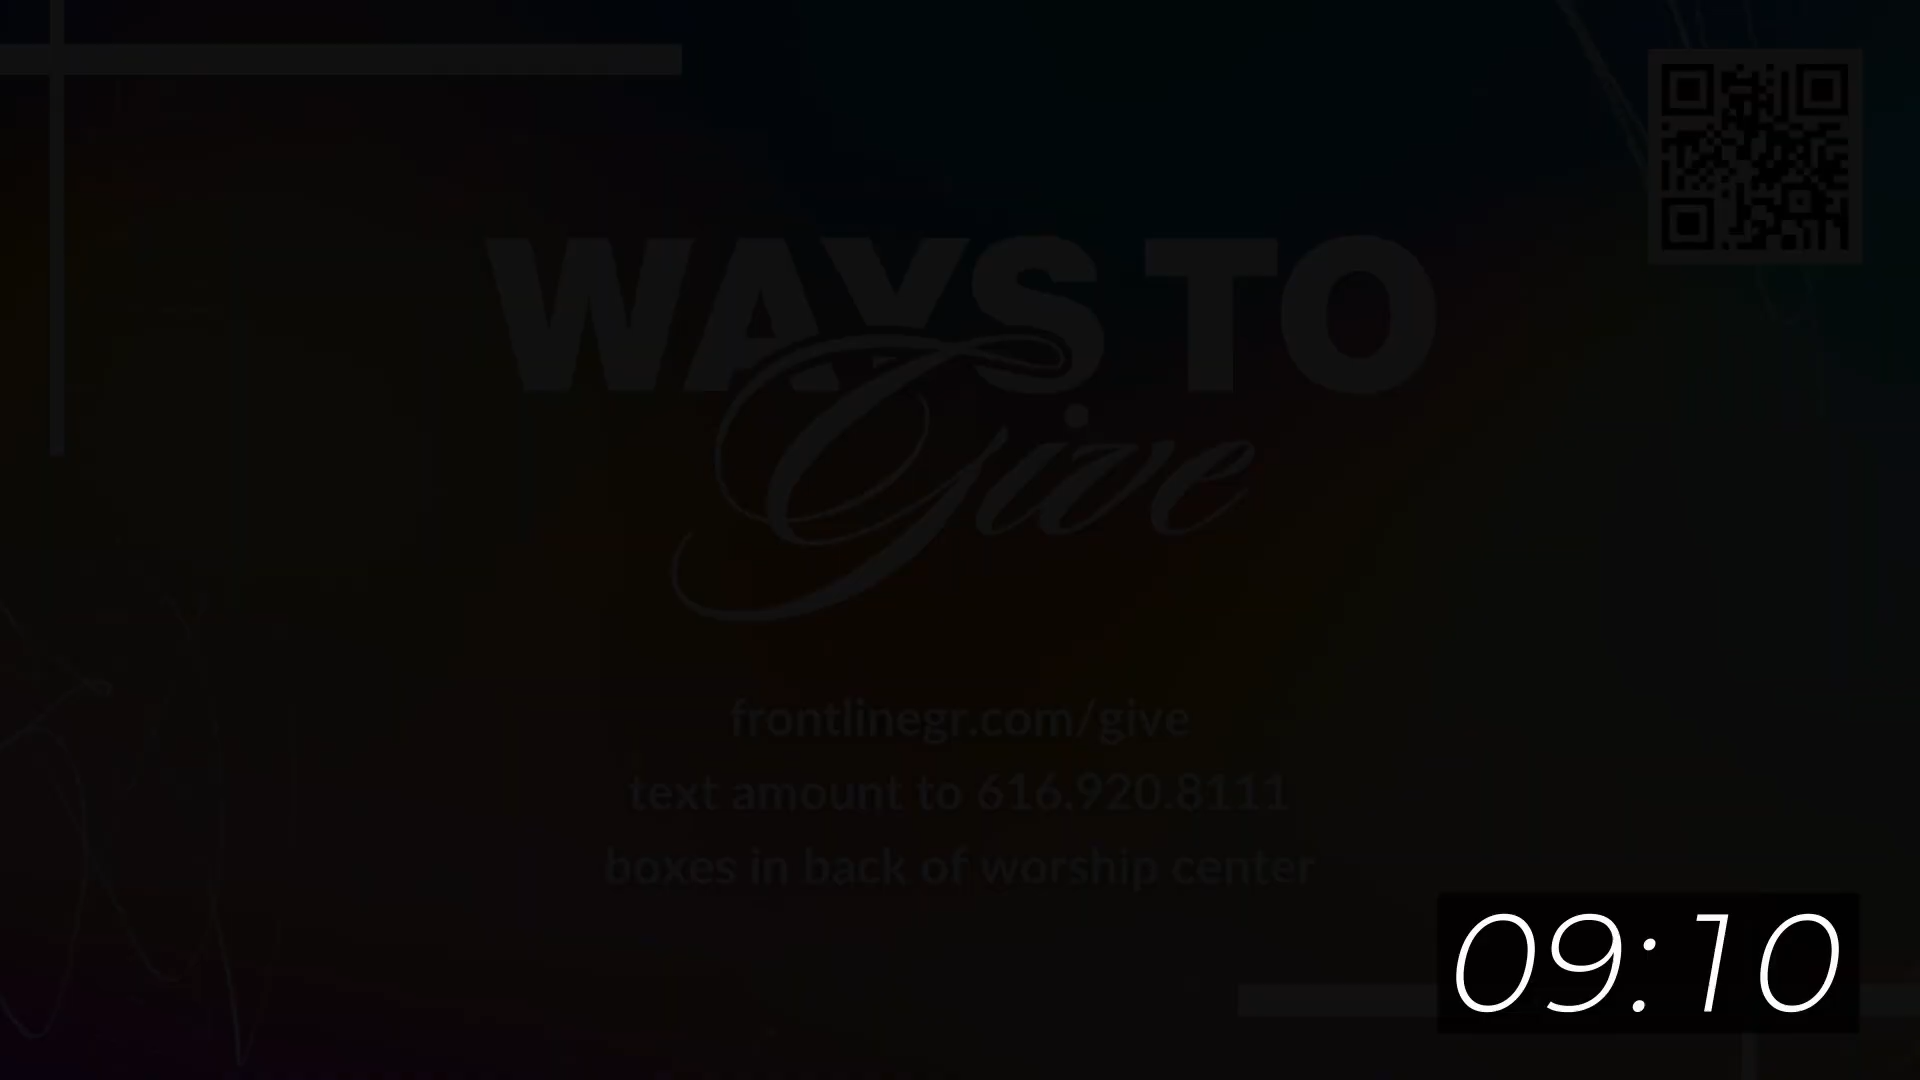 WAYS TO
Give
frontlinegr.com/give
text amount to 616.920.8111
boxes in back of worship center
09:10